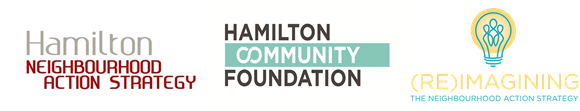 Hamilton
NEIGHBOURHOOD
ACTION STRATEGY
HAMILTON
COMMUNITY
FOUNDATION
(RE)IMAGINING
THE NEIGHBOURHOOD ACTION STRATEGY